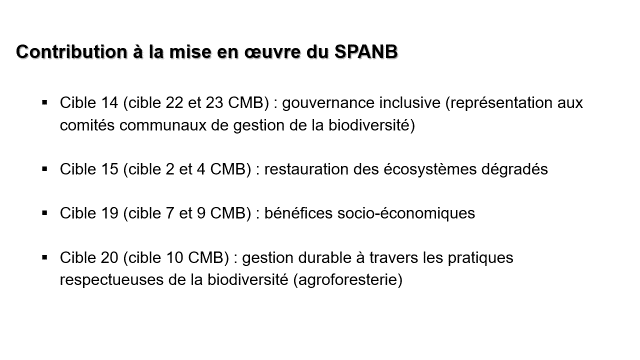 Contribution à la mise en œuvre du SPANB
▪ Cible 14 (cible 22 et 23 CMB) : gouvernance inclusive (représentation aux
comités communaux de gestion de la biodiversité)
▪ Cible 15 (cible 2 et 4 CMB) : restauration des écosystèmes dégradés
▪ Cible 19 (cible 7 et 9 CMB) : bénéfices socio-économiques
▪ Cible 20 (cible 10 CMB) : gestion durable à travers les pratiques
respectueuses de la biodiversité (agroforesterie)